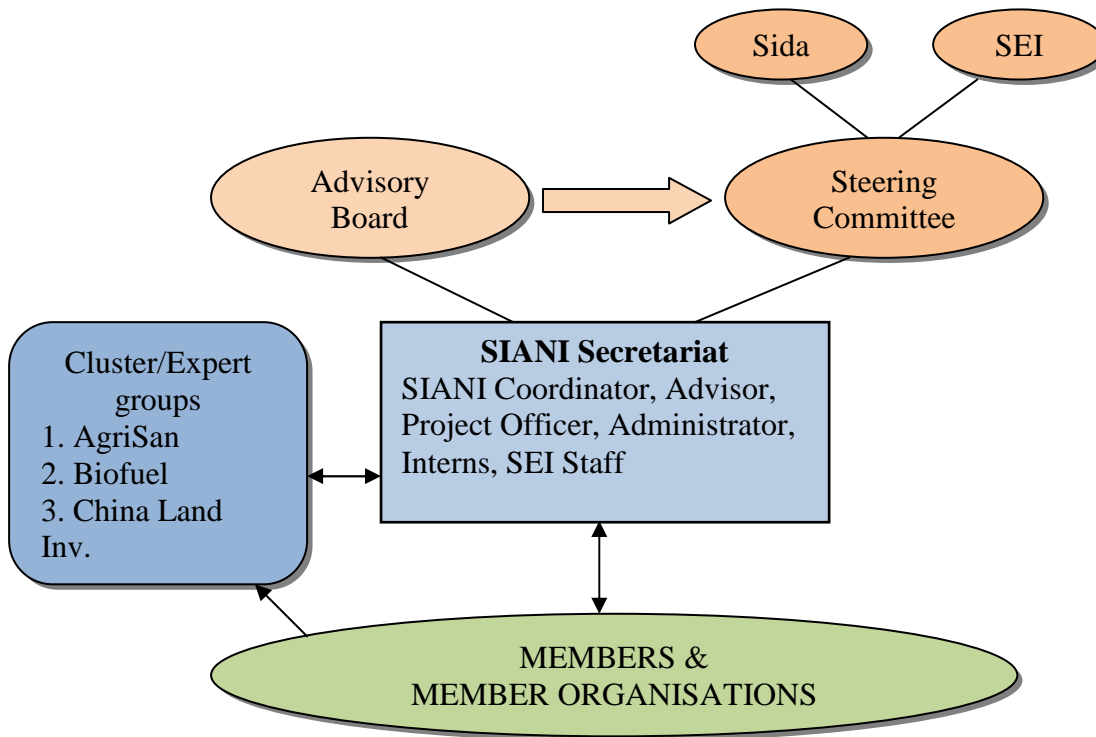 Sida
SEI
Advisory
Board
Steering
Committee
Cluster/Expert
groups
1. AgriSan
2. Biofuel
3. China Land
Inv.
SIANI Secretariat
SIANI Coordinator, Advisor,
Project Officer, Administrator,
Interns, SEI Staff
MEMBERS &
MEMBER ORGANISATIONS